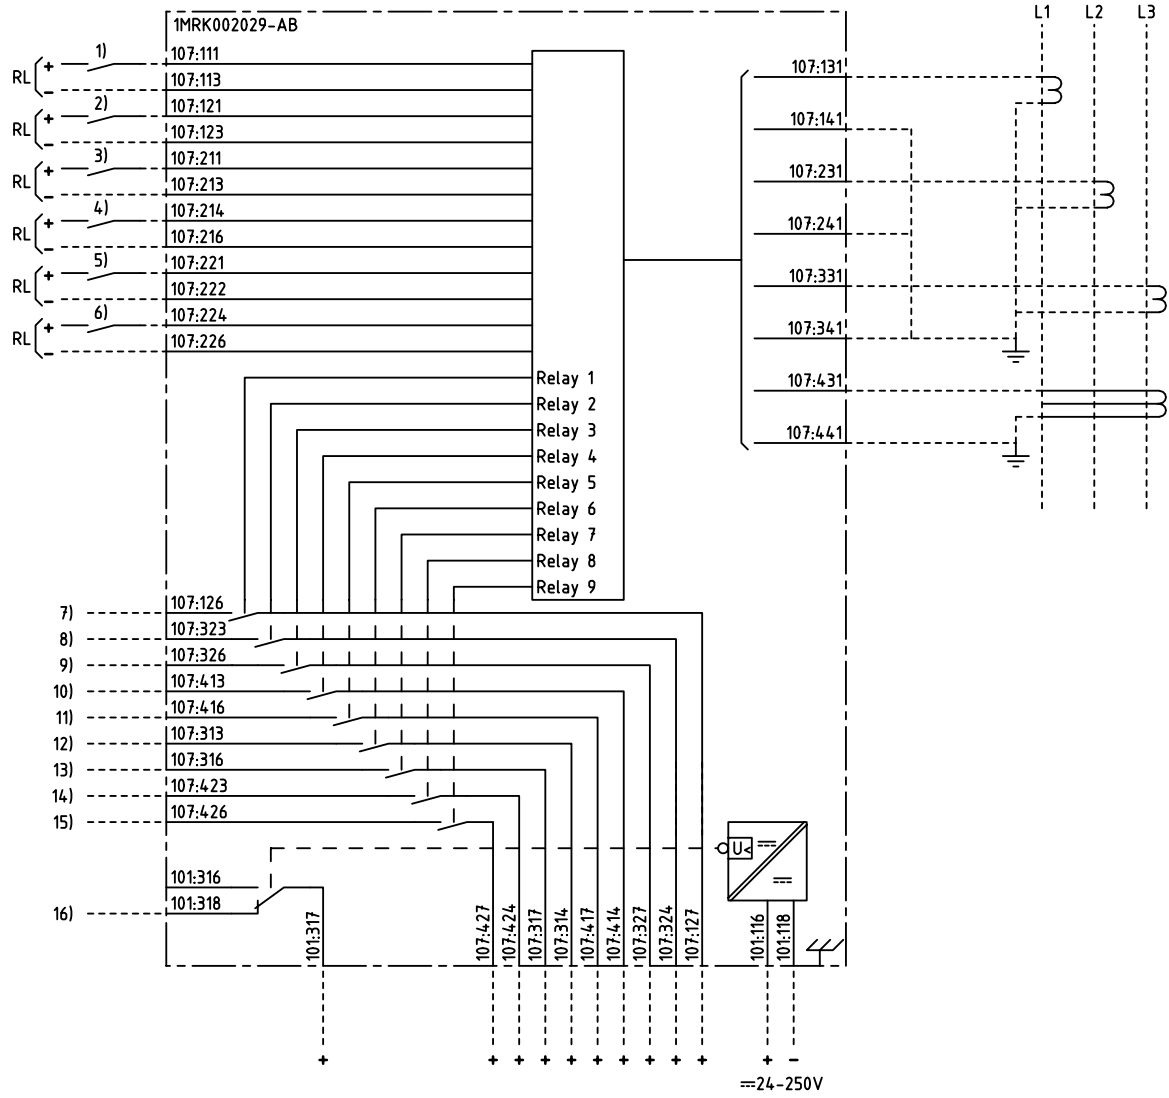 L1 L2 L3
1MRK002029-AB
1) 107:111
RL + 107:131
- 107:113
2) 107:121
RL + 107:141
- 107:123
3) 107:211
RL + 107:231
- 107:213
4) 107:214
RL + 107:241
- 107:216
5) 107:221
RL + 107:331
- 107:222
6) 107:224
RL + 107:341
- 107:226
Relay 1 107:431
Relay 2
Relay 3 107:441
Relay 4
Relay 5
Relay 6
Relay 7
Relay 8
Relay 9
7) 107:126
8) 107:323
9) 107:326
10) 107:413
11) 107:416
12) 107:313
13) 107:316
14) 107:423
15) 107:426
U<
101:316
16) 101:318
101:317 107:427 107:424 107:317 107:314 107:417 107:414 107:327 107:324 107:127 101:116 101:118
+ + + + + + + + + + + -
24-250V